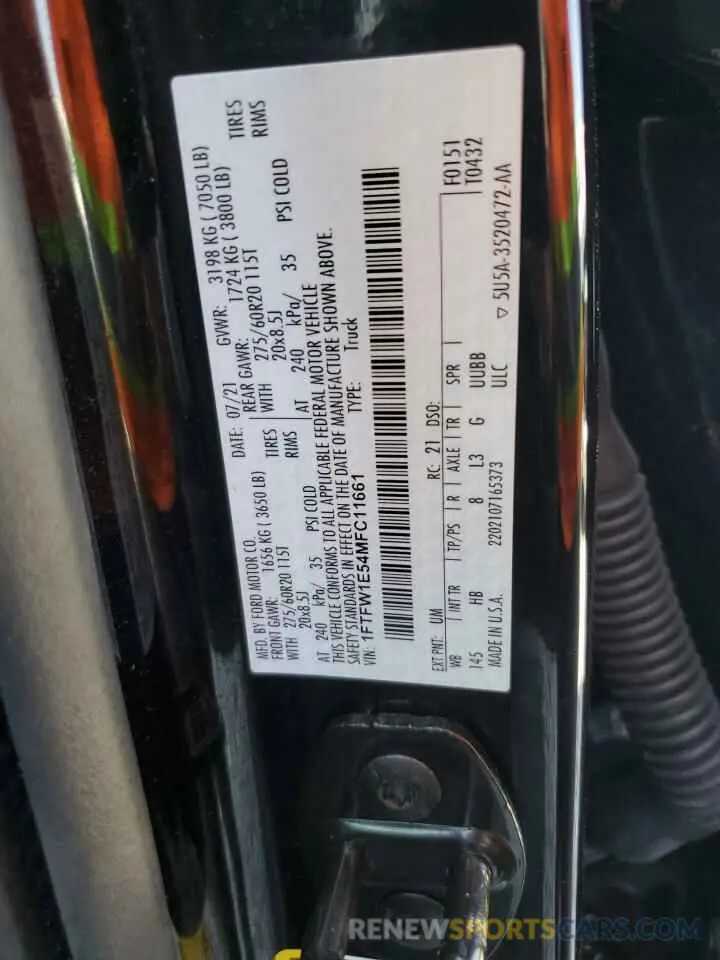 MFD. BY FORD MOTOR CO.
DATE: 07/21 GVWR: 3198 KG ( 7050 LB)
FRONT GAWR: 1656 KG ( 3650 LB) REAR GAWR: 1724 KG ( 3800 LB)
WITH 275/60R20 115T TIRES WITH 275/60R20 115T TIRES
20x8.5J RIMS 20x8.5J RIMS
AT 240 kPa/ 35 PSI COLD AT 240 kPa/ 35 PSI COLD
THIS VEHICLE CONFORMS TO ALL APPLICABLE FEDERAL MOTOR VEHICLE
SAFETY STANDARDS IN EFFECT ON THE DATE OF MANUFACTURE SHOWN ABOVE.
VIN: 1FTFW1E54MFC11661 TYPE: Truck
EXT PNT: UM RC: 21 DSO: F0151
WB INT TR TP/PS R AXLE TR SPR T0432
145 HB 8 L3 G UUBB
MADE IN U.S.A. 2202107165373 ULC
▽ 5U5A-3520472-AA
RENEWSPORTSCARS.COM